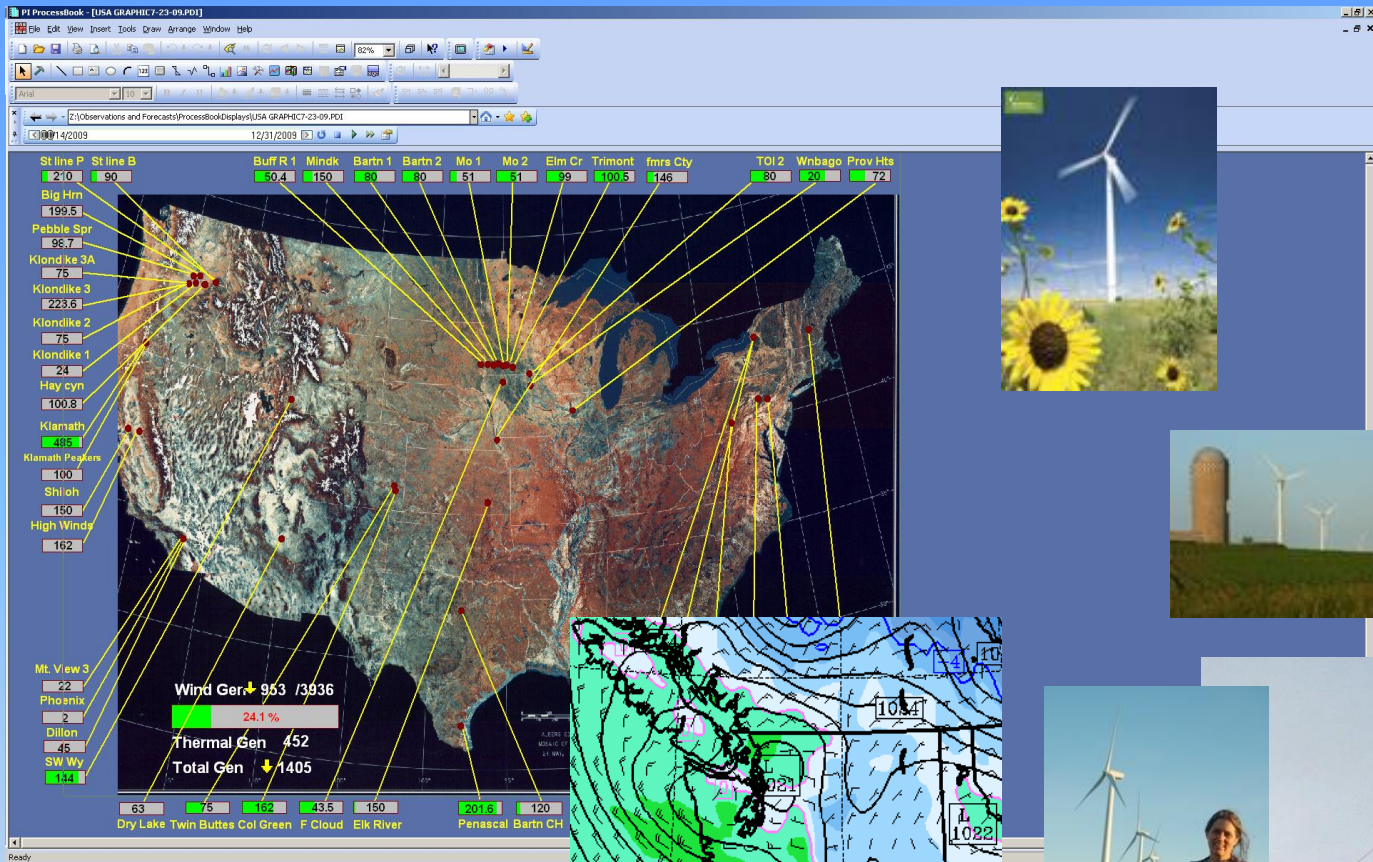 PI ProcessBook - [USA GRAPHIC7-23-09.PDI]
File Edit View Insert Tools Draw Arrange Window Help
82%
Arial 10
Z:\Observations and Forecasts\ProcessBookDisplays\USA GRAPHIC7-23-09.PDI
14/2009 12/31/2009
St line P St line B Buff R 1 Mindk Bartn 1 Bartn 2 Mo 1 Mo 2 Elm Cr Trimont fmrs Cty TOI 2 Wnbago Prov Hts
210 90 50.4 150 80 80 51 51 99 100.5 146 80 20 72
Big Hrn
199.5
Pebble Spr
98.7
Klondike 3A
75
Klondike 3
223.6
Klondike 2
75
Klondike 1
24
Hay cyn
100.8
Klamath
485
Klamath Peakers
100
Shiloh
150
High Winds
162
Mt. View 3
22
Phoenix
2
Dillon
45
SW Wy
144
Wind Gen 953 /3936
24.1 %
Thermal Gen 452
Total Gen 1405
63 75 162 43.5 150 201.6 120
Dry Lake Twin Buttes Col Green F Cloud Elk River Penascal Bartn CH
-4
10
1024
L
021
L
1022
Ready